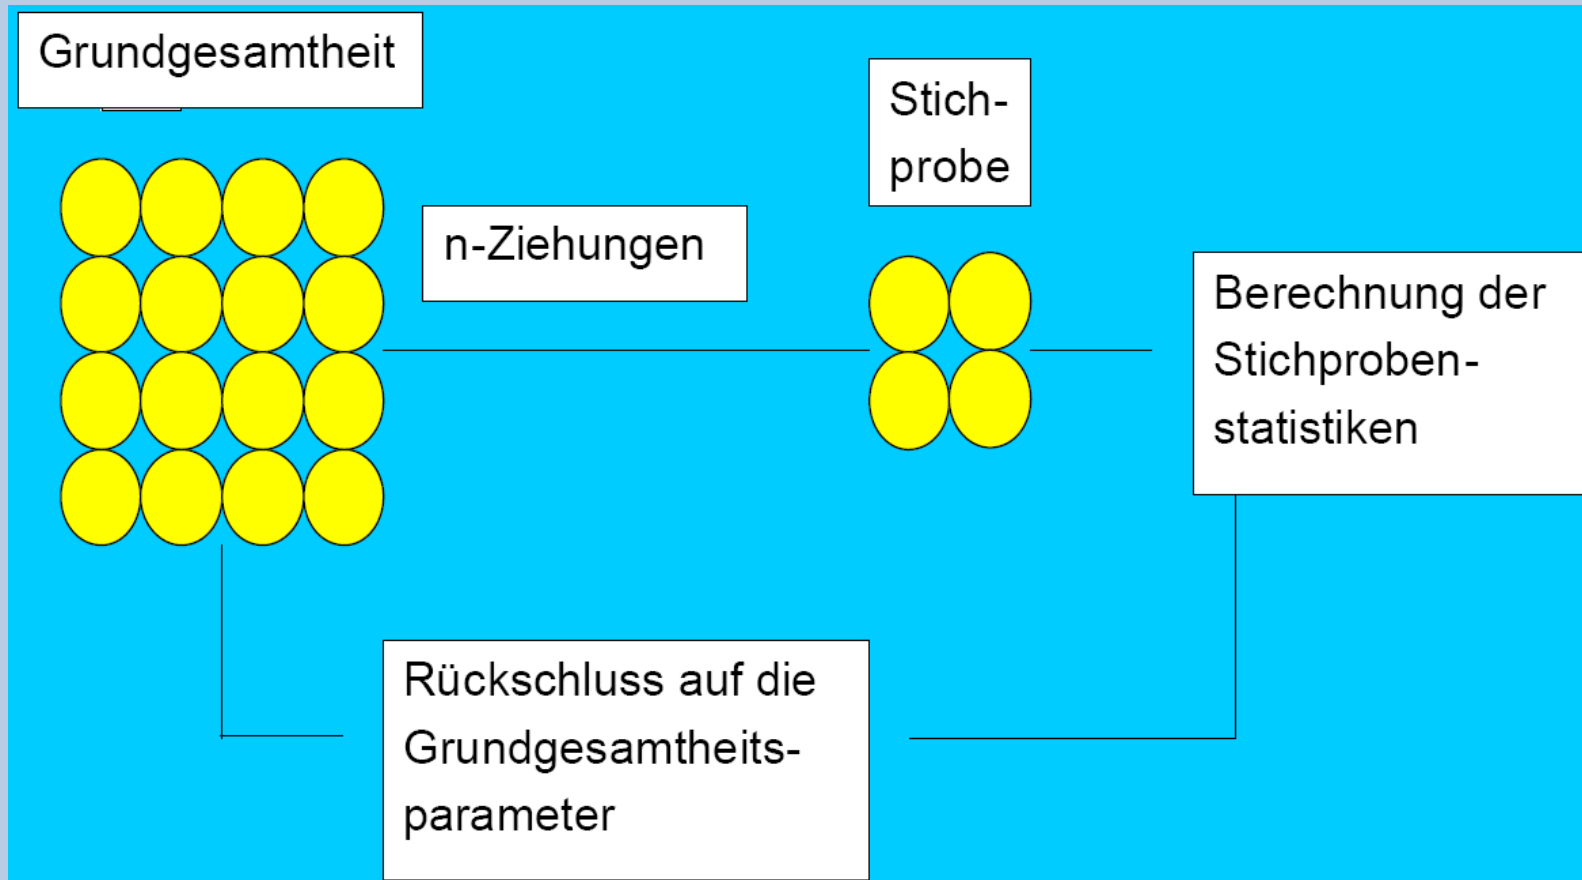 Grundgesamtheit
Stich-
probe
n-Ziehungen
Berechnung der
Stichproben-
statistiken
Rückschluss auf die
Grundgesamtheits-
parameter